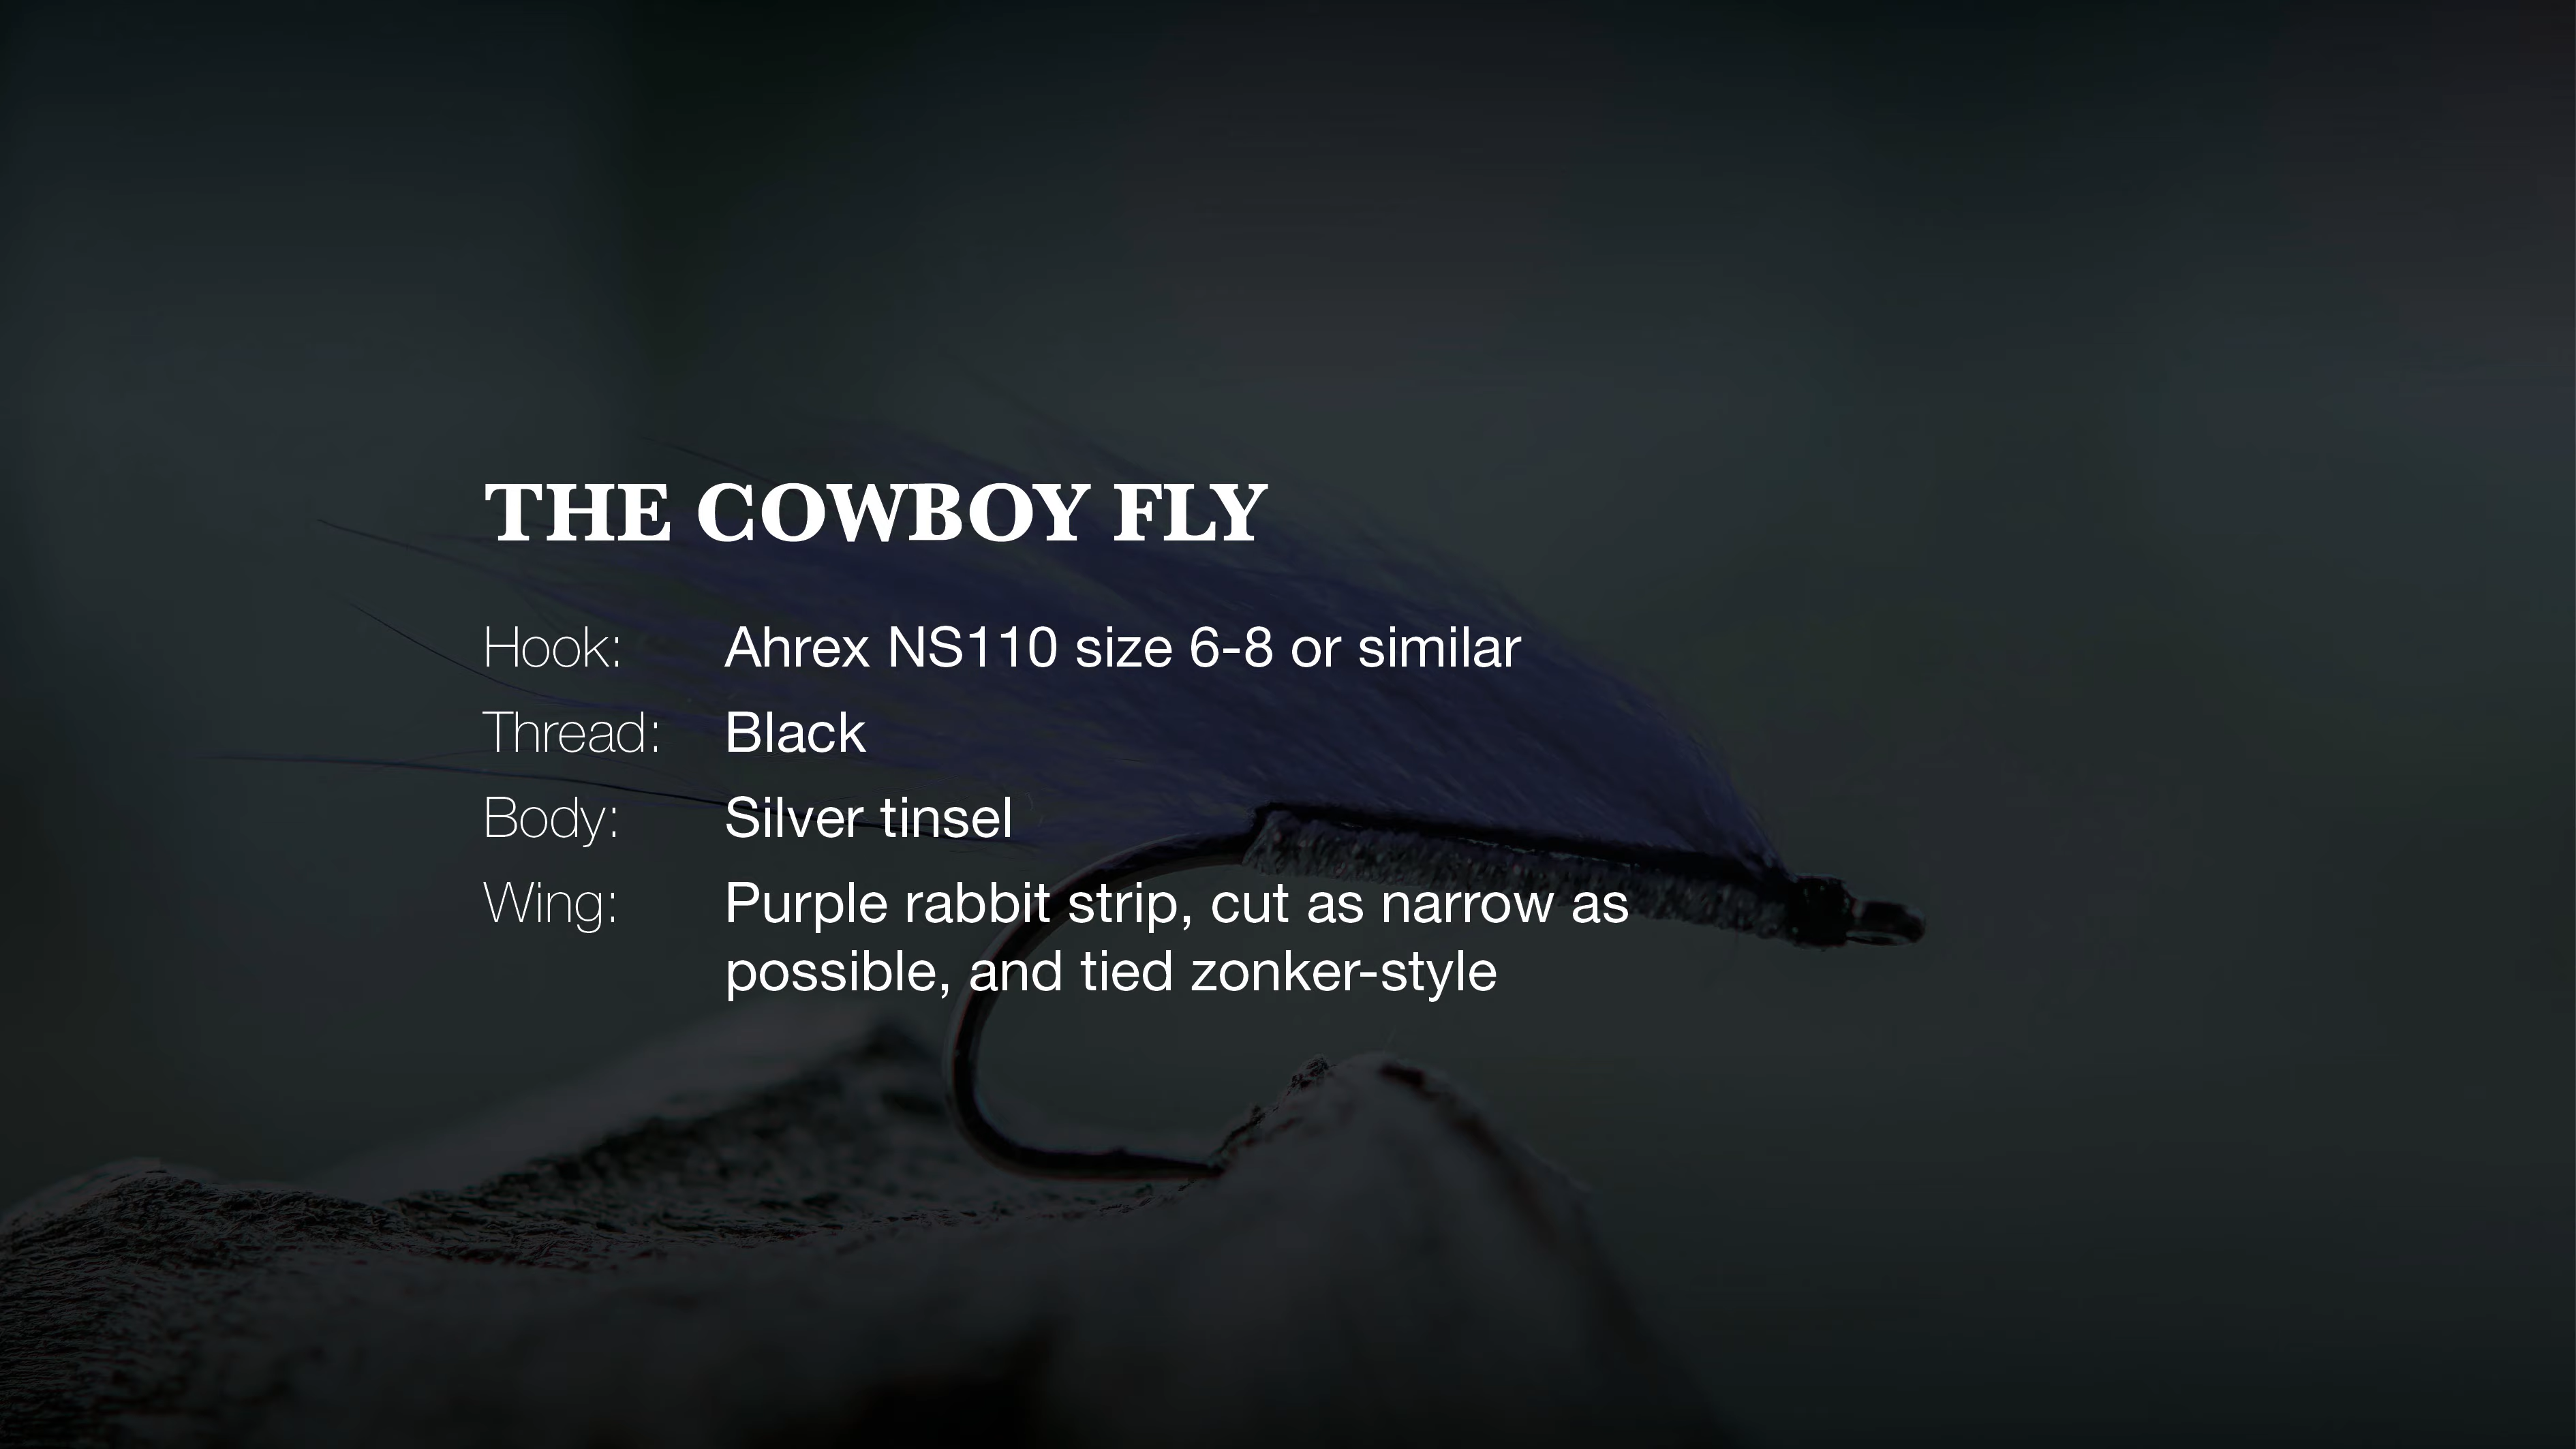 THE COWBOY FLY
Hook: Ahrex NS110 size 6-8 or similar
Thread: Black
Body: Silver tinsel
Wing: Purple rabbit strip, cut as narrow as
possible, and tied zonker-style